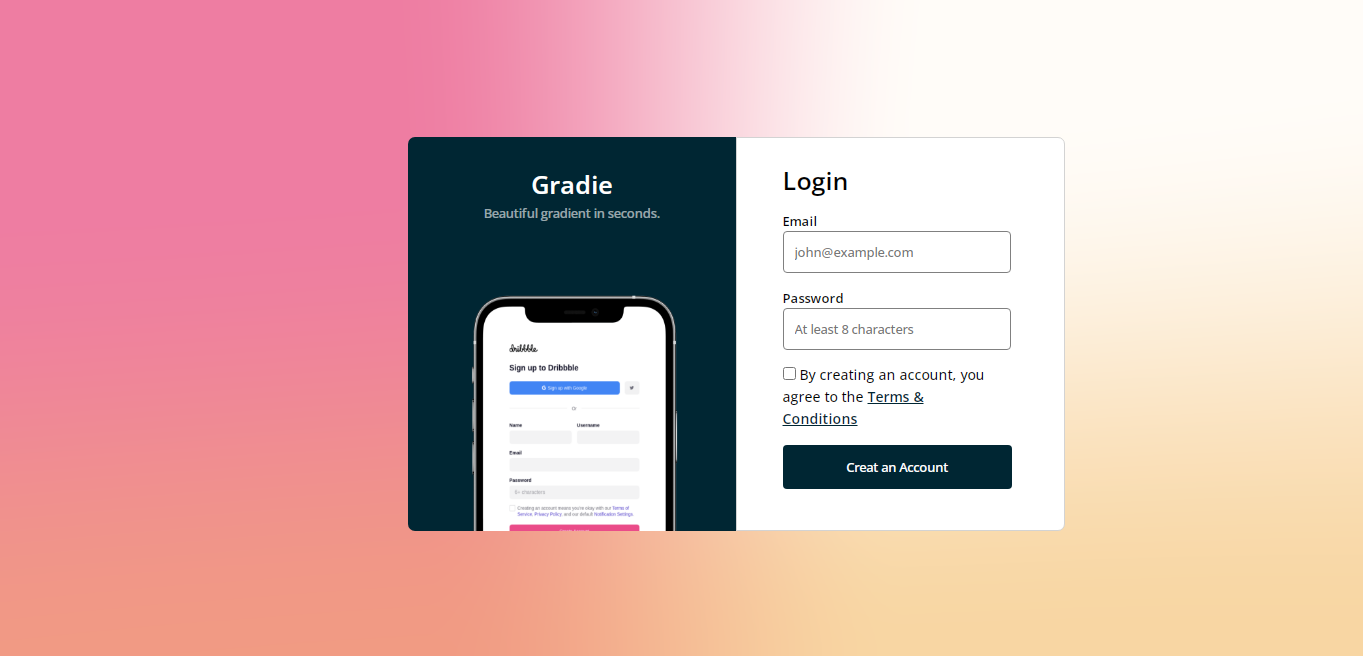 Gradie
Beautiful gradient in seconds.
dribbble
Sign up to Dribbble
Sign up with Google
Or
Name Username
Email
Password
6+ characters
Creating an account means you're okay with our Terms of
Service, Privacy Policy, and our default Notification Settings.
Login
Email
john@example.com
Password
At least 8 characters
By creating an account, you
agree to the Terms &
Conditions
Creat an Account